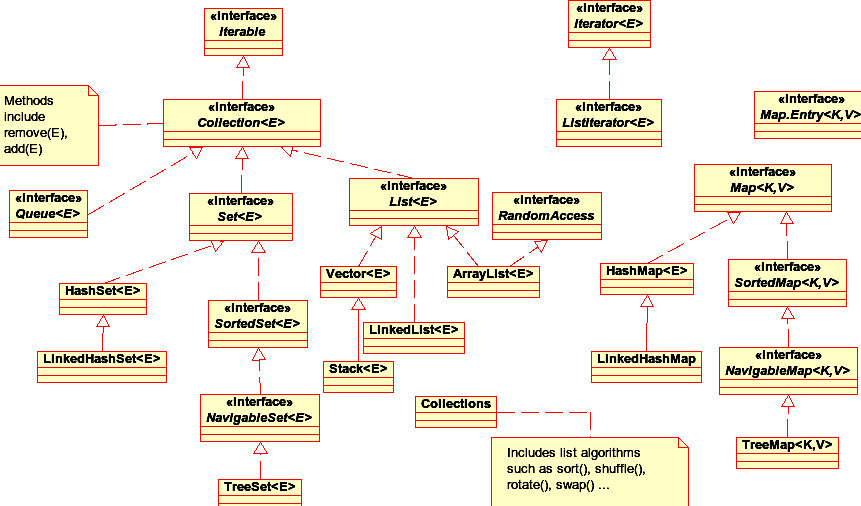 «interface»
Iterable
«interface»
Iterator<E>
Methods
include
remove(E),
add(E)
«interface»
Collection<E>
«interface»
ListIterator<E>
«interface»
Map.Entry<K,V>
«interface»
Queue<E>
«interface»
Set<E>
«interface»
List<E>
«interface»
RandomAccess
«interface»
Map<K,V>
HashSet<E>
Vector<E>
ArrayList<E>
HashMap<E>
«interface»
SortedMap<K,V>
«interface»
SortedSet<E>
LinkedList<E>
LinkedHashSet<E>
Stack<E>
LinkedHashMap
«interface»
NavigableMap<K,V>
«interface»
NavigableSet<E>
Collections
TreeMap<K,V>
Includes list algorithms
such as sort(), shuffle(),
rotate(), swap() ...
TreeSet<E>